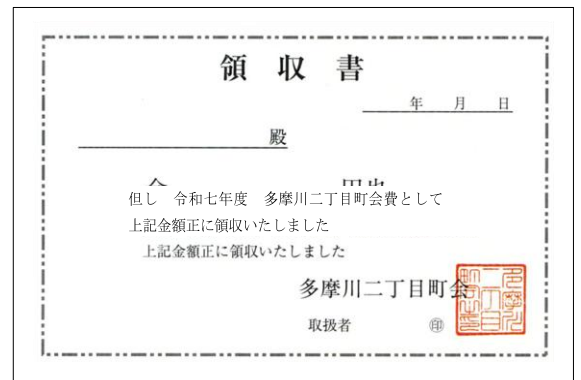 領収書
年 月 日
殿
但し 令和七年度 多摩川二丁目町会費として
上記金額正に領収いたしました
上記金額正に領収いたしました
多摩川二丁目町会
取扱者 ㊞